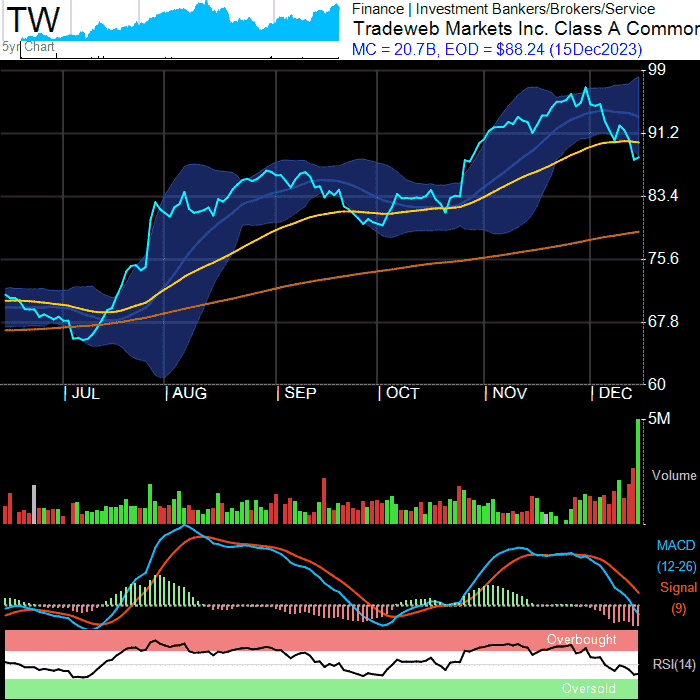 TW
5yr Chart
Finance | Investment Bankers/Brokers/Service
Tradeweb Markets Inc. Class A Common
MC = 20.7B, EOD = $88.24 (15Dec2023)
99
91.2
83.4
75.6
67.8
60
JUL AUG SEP OCT NOV DEC
5M
Volume
MACD
(12-26)
Signal
(9)
Overbought
RSI(14)
Oversold